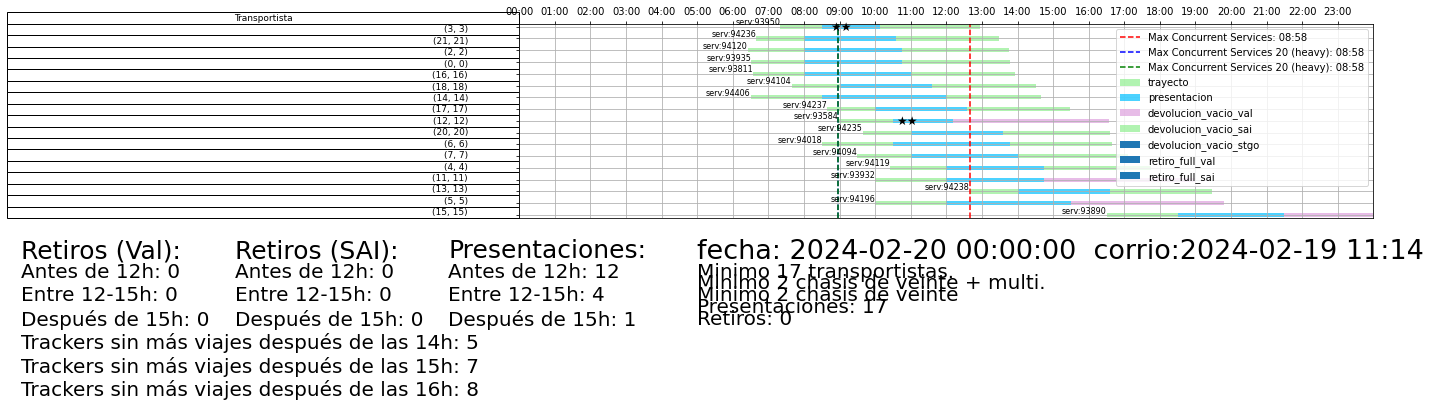 Transportista
00:00 01:00 02:00 03:00 04:00 05:00 06:00 07:00 08:00 09:00 10:00 11:00 12:00 13:00 14:00 15:00 16:00 17:00 18:00 19:00 20:00 21:00 22:00 23:00
(3, 3) serv:93950
(21, 21) serv:94236
(2, 2) serv:94120
(0, 0) serv:93935
(16, 16) serv:93811
(18, 18) serv:94104
(14, 14) serv:94406
(17, 17) serv:94237
(12, 12) serv:93584
(20, 20) serv:94235
(6, 6) serv:94018
(7, 7) serv:94094
(4, 4) serv:94119
(11, 11) serv:93932
(13, 13) serv:94238
(5, 5) serv:94196
(15, 15) serv:93890
Max Concurrent Services: 08:58
Max Concurrent Services 20 (heavy): 08:58
Max Concurrent Services 20 (heavy): 08:58
trayecto
presentacion
devolucion_vacio_val
devolucion_vacio_sai
devolucion_vacio_stgo
retiro_full_val
retiro_full_sai
Retiros (Val):
Antes de 12h: 0
Entre 12-15h: 0
Después de 15h: 0
Trackers sin más viajes después de las 14h: 5
Trackers sin más viajes después de las 15h: 7
Trackers sin más viajes después de las 16h: 8
Retiros (SAI):
Antes de 12h: 0
Entre 12-15h: 0
Después de 15h: 0
Presentaciones:
Antes de 12h: 12
Entre 12-15h: 4
Después de 15h: 1
fecha: 2024-02-20 00:00:00 corrio:2024-02-19 11:14
Minimo 17 transportistas.
Minimo 2 chasis de veinte + multi.
Minimo 2 chasis de veinte
Presentaciones: 17
Retiros: 0